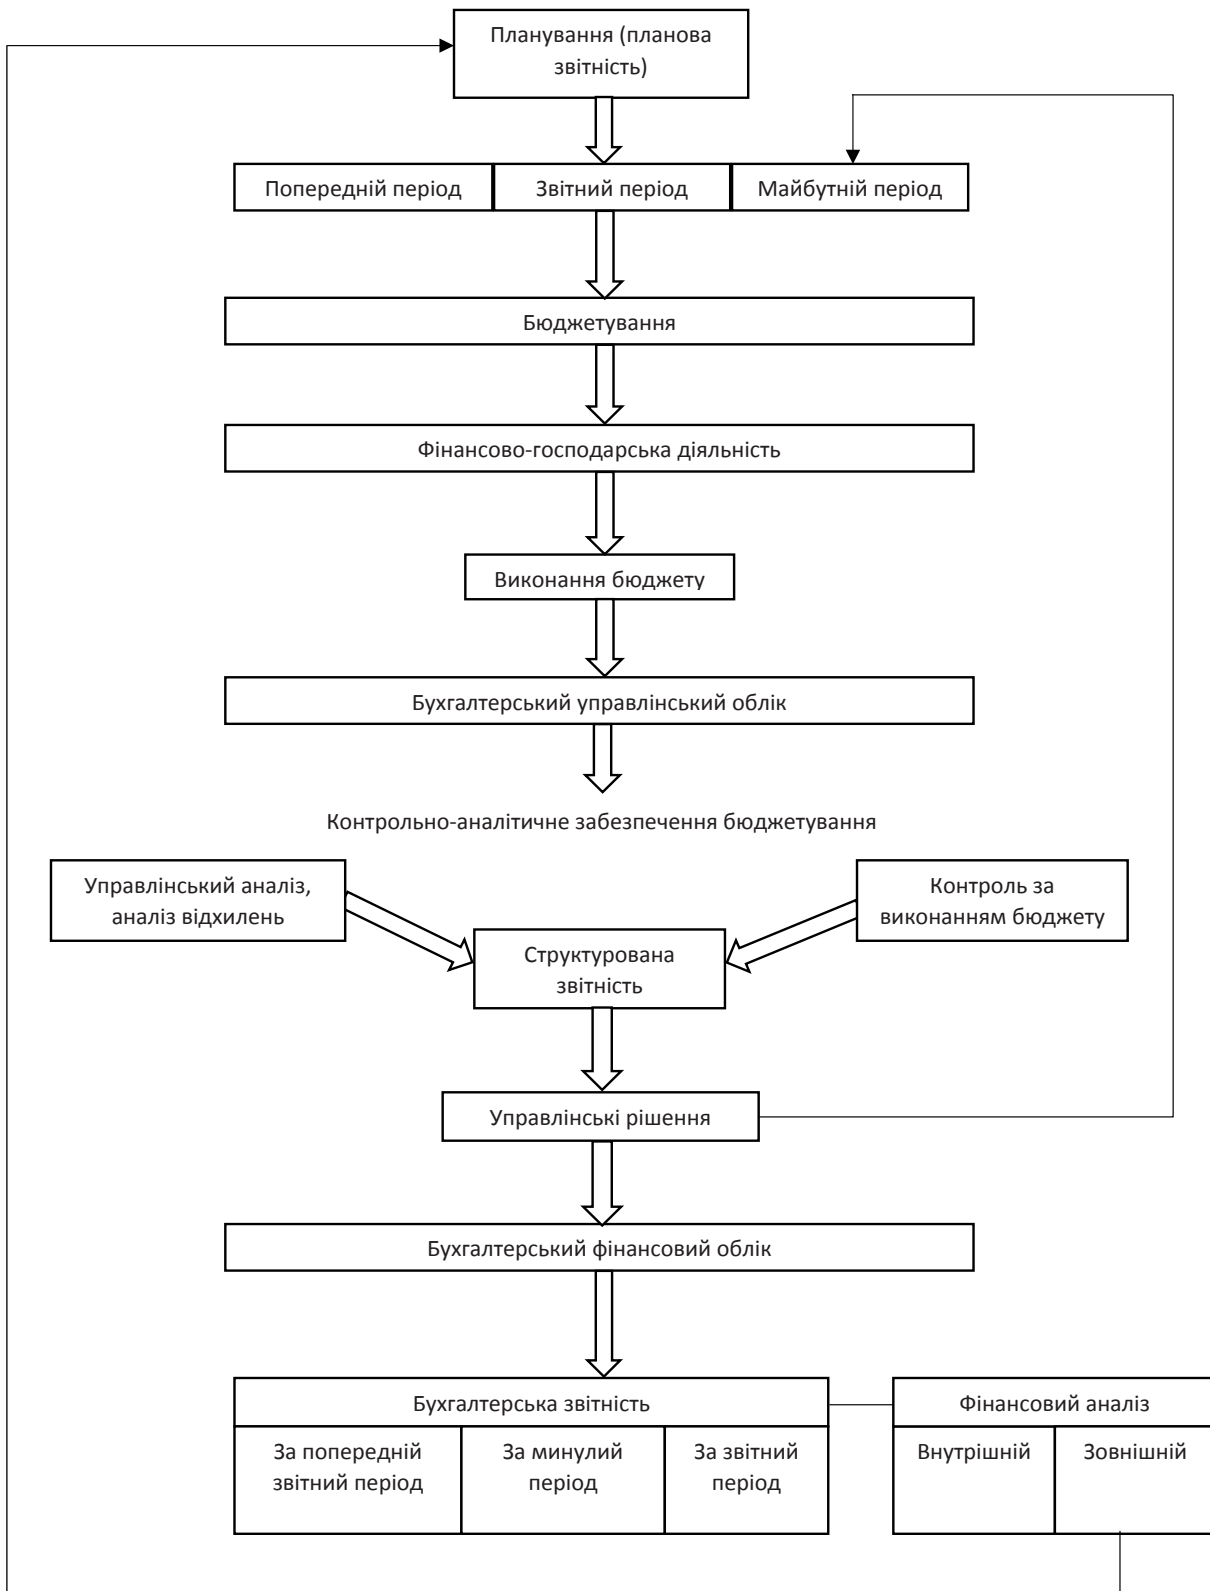 Планування (планова
звітність)
Попередній період
Звітний період
Майбутній період
Бюджетування
Фінансово-господарська діяльність
Виконання бюджету
Бухгалтерський управлінський облік
Контрольно-аналітичне забезпечення бюджетування
Управлінський аналіз,
аналіз відхилень
Контроль за
виконанням бюджету
Структурована
звітність
Управлінські рішення
Бухгалтерський фінансовий облік
Бухгалтерська звітність
Фінансовий аналіз
За попередній
звітний період
За минулий
період
За звітний
період
Внутрішній
Зовнішній